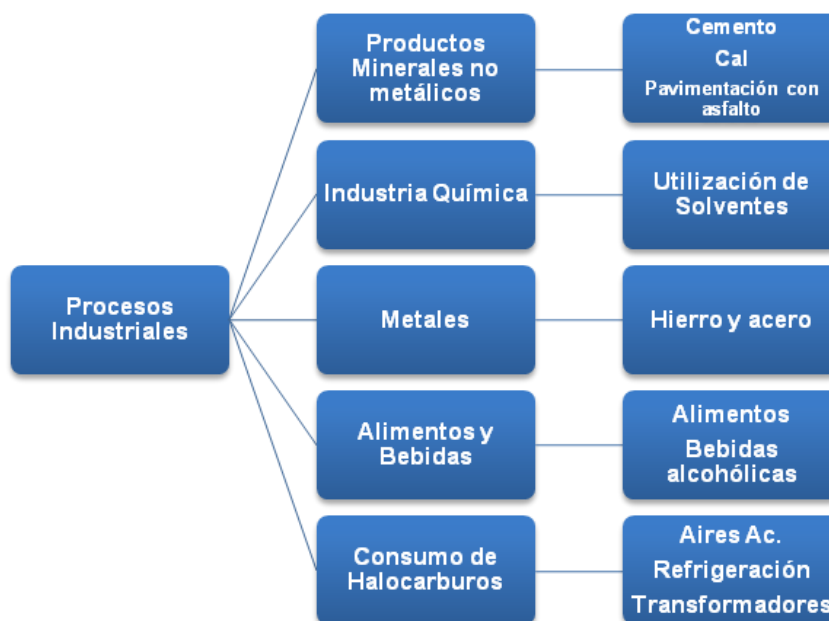 Procesos
Industriales
Productos
Minerales no
metálicos
Cemento
Cal
Pavimentación con
asfalto
Industria Química
Utilización de
Solventes
Metales
Hierro y acero
Alimentos y
Bebidas
Alimentos
Bebidas
alcohólicas
Consumo de
Halocarburos
Aires Ac.
Refrigeración
Transformadores